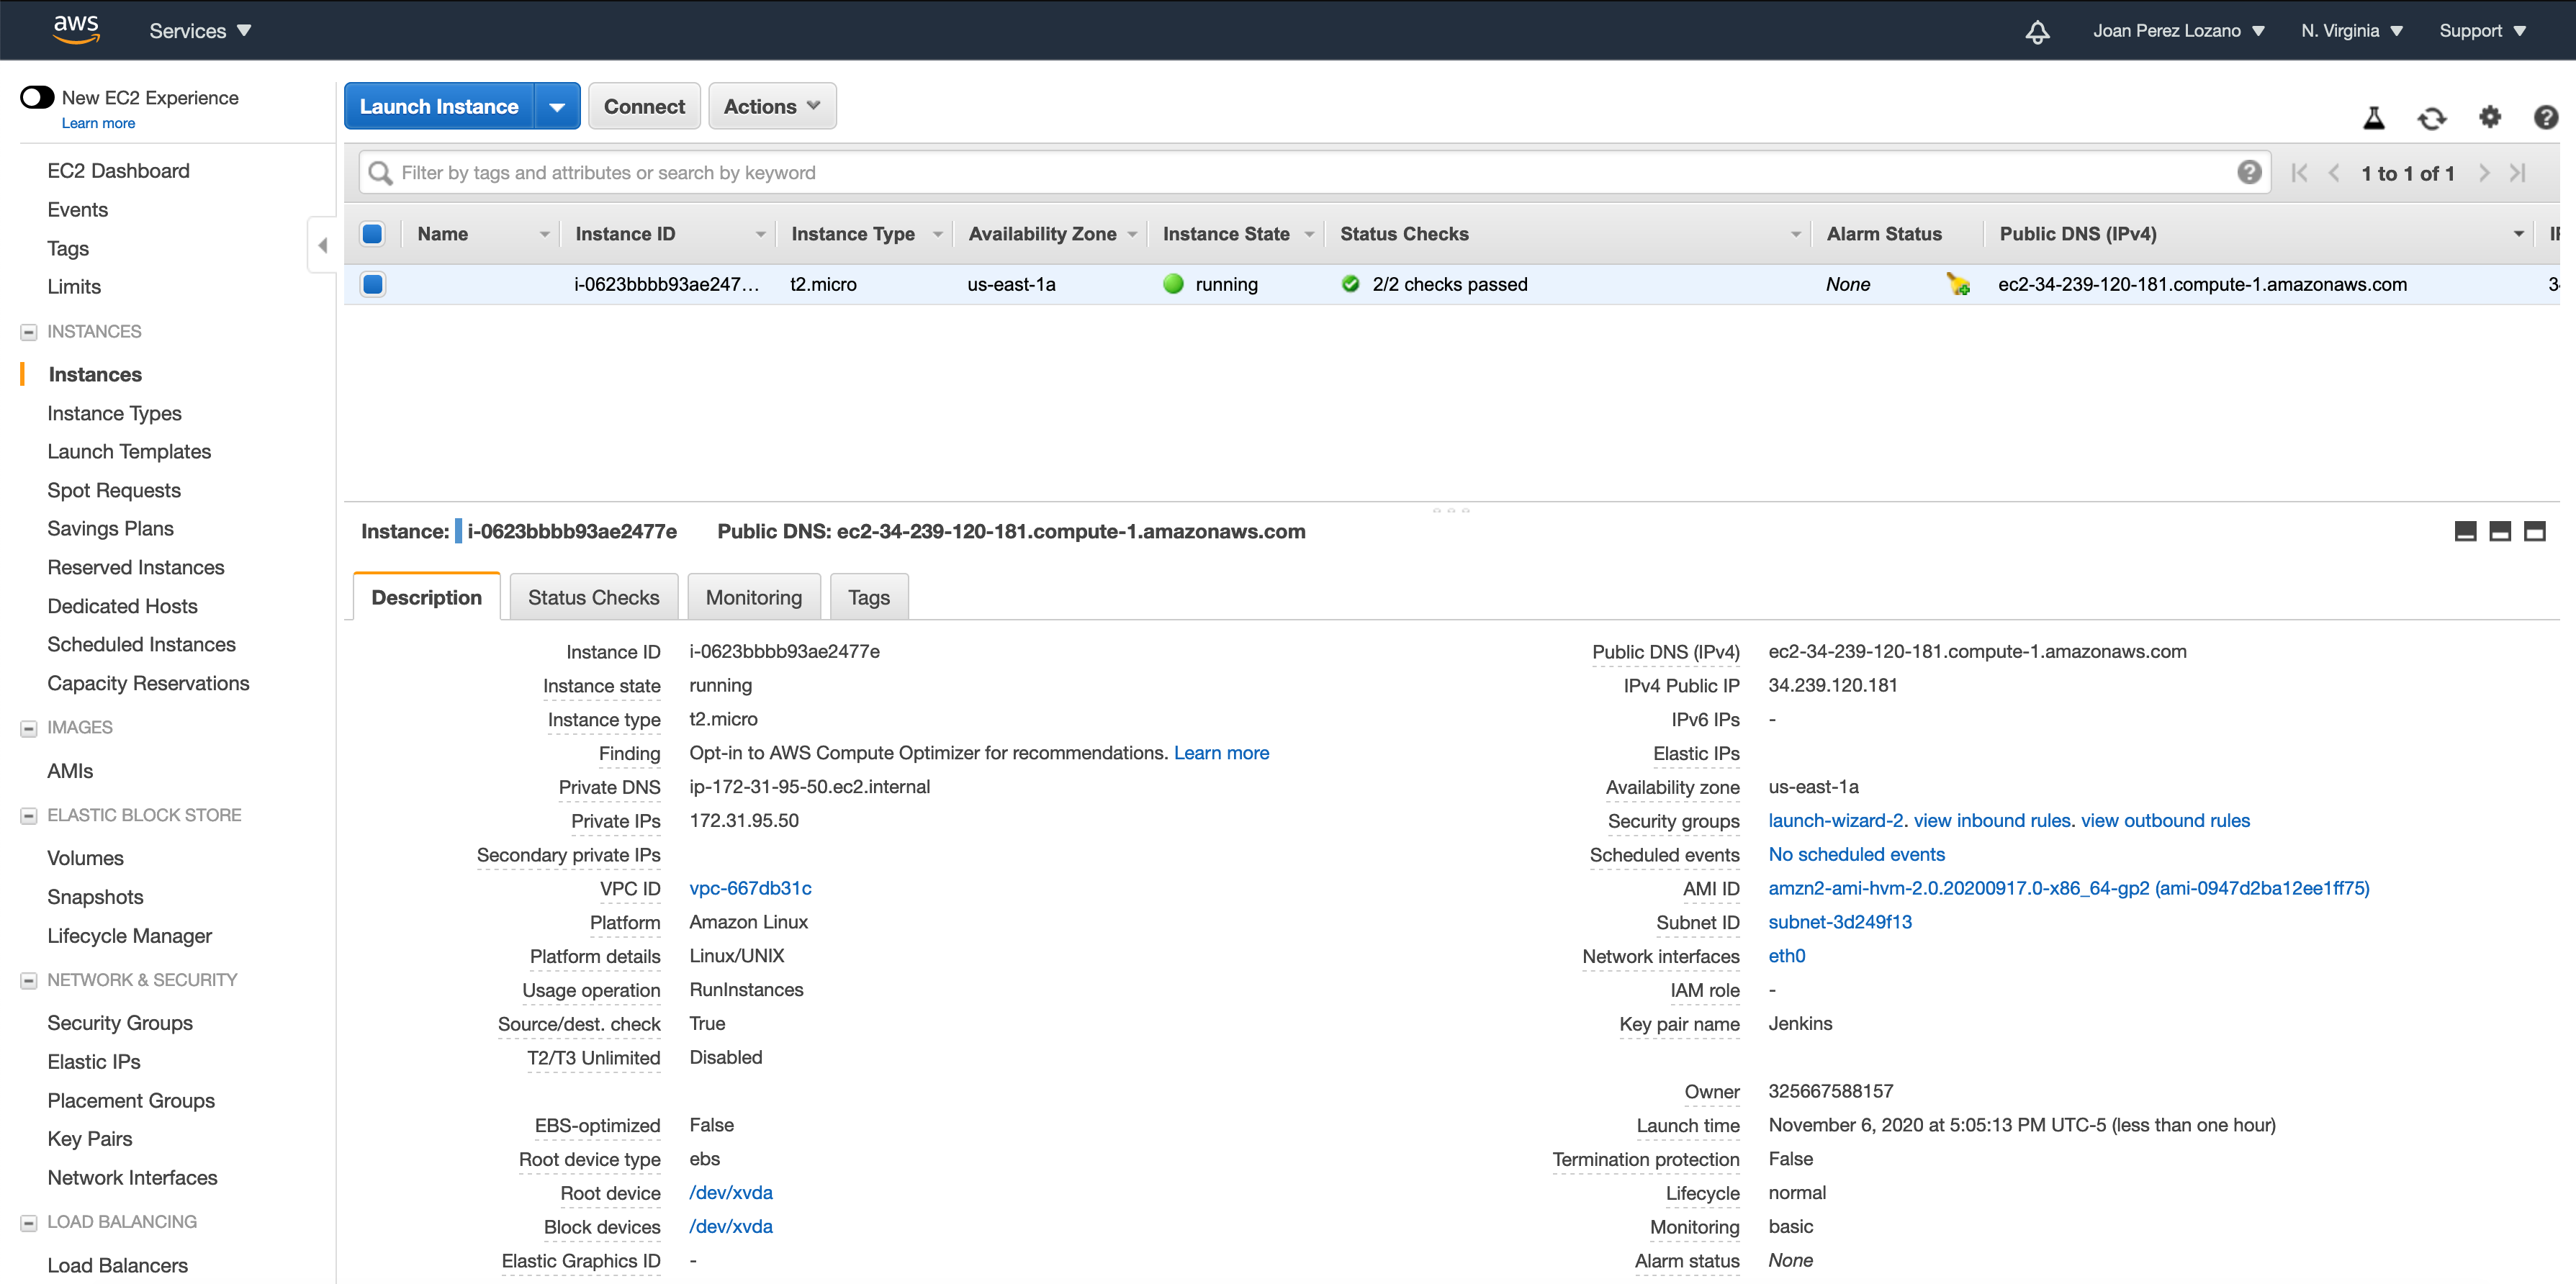 aws Services Joan Perez Lozano N. Virginia Support
New EC2 Experience
Learn more
EC2 Dashboard
Events
Tags
Limits
INSTANCES
Instances
Instance Types
Launch Templates
Spot Requests
Savings Plans
Reserved Instances
Dedicated Hosts
Scheduled Instances
Capacity Reservations
IMAGES
AMIs
ELASTIC BLOCK STORE
Volumes
Snapshots
Lifecycle Manager
NETWORK & SECURITY
Security Groups
Elastic IPs
Placement Groups
Key Pairs
Network Interfaces
LOAD BALANCING
Load Balancers
Launch Instance Connect Actions
Filter by tags and attributes or search by keyword 1 to 1 of 1
Name Instance ID Instance Type Availability Zone Instance State Status Checks Alarm Status Public DNS (IPv4)
i-0623bbbb93ae247... t2.micro us-east-1a running 2/2 checks passed None ec2-34-239-120-181.compute-1.amazonaws.com
Instance: i-0623bbbb93ae2477e Public DNS: ec2-34-239-120-181.compute-1.amazonaws.com
Description Status Checks Monitoring Tags
Instance ID i-0623bbbb93ae2477e
Instance state running
Instance type t2.micro
Finding Opt-in to AWS Compute Optimizer for recommendations. Learn more
Private DNS ip-172-31-95-50.ec2.internal
Private IPs 172.31.95.50
Secondary private IPs
VPC ID vpc-667db31c
Platform Amazon Linux
Platform details Linux/UNIX
Usage operation RunInstances
Source/dest. check True
T2/T3 Unlimited Disabled
EBS-optimized False
Root device type ebs
Root device /dev/xvda
Block devices /dev/xvda
Elastic Graphics ID -
Public DNS (IPv4) ec2-34-239-120-181.compute-1.amazonaws.com
IPv4 Public IP 34.239.120.181
IPv6 IPs -
Elastic IPs
Availability zone us-east-1a
Security groups launch-wizard-2. view inbound rules. view outbound rules
Scheduled events No scheduled events
AMI ID amzn2-ami-hvm-2.0.20200917.0-x86_64-gp2 (ami-0947d2ba12ee1ff75)
Subnet ID subnet-3d249f13
Network interfaces eth0
IAM role -
Key pair name Jenkins
Owner 325667588157
Launch time November 6, 2020 at 5:05:13 PM UTC-5 (less than one hour)
Termination protection False
Lifecycle normal
Monitoring basic
Alarm status None